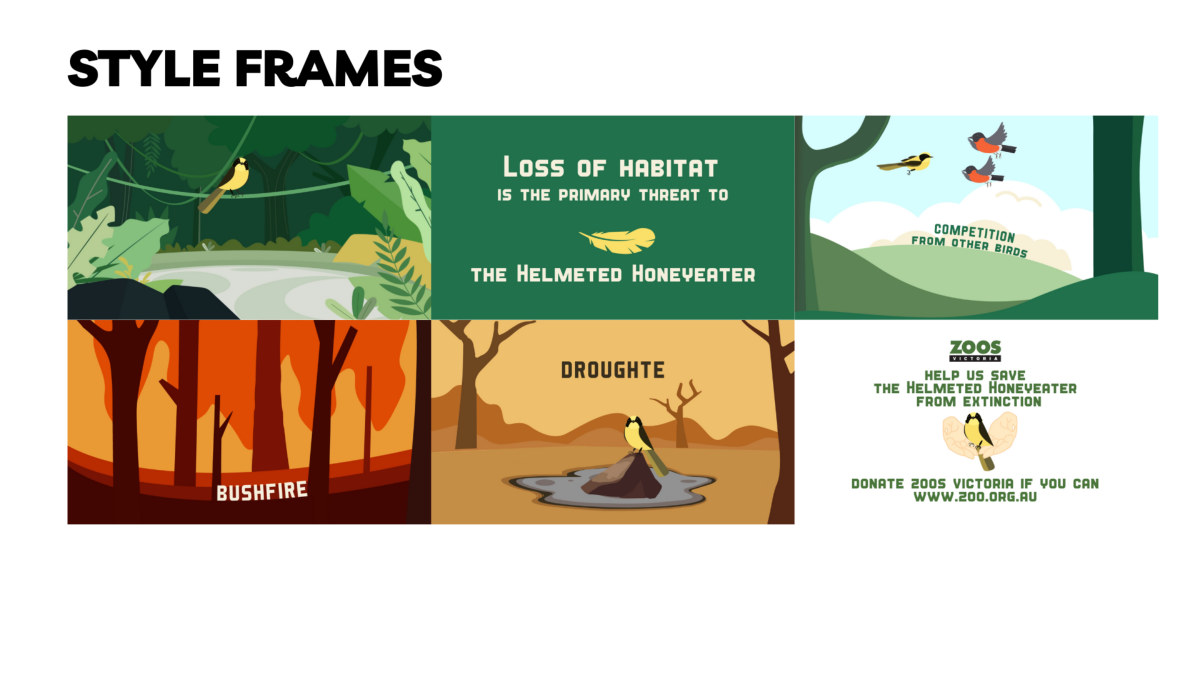 STYLE FRAMES
Loss of habitat
is the primary threat to
the Helmeted Honeyeater
COMPETITION
FROM OTHER BIRDS
BUSHFIRE
DROUGHTE
ZOOS
VICTORIA
Help us save
the Helmeted Honeyeater
from extinction
Donate Zoos Victoria if you can
www.zoo.org.au